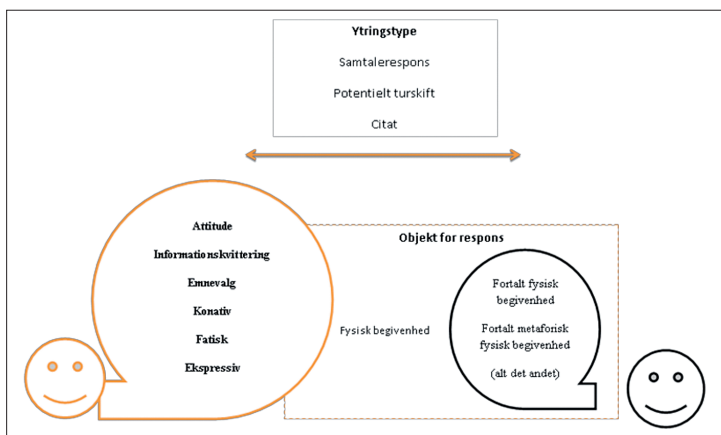 Ytringstype
Samtalerespons
Potentielt turskift
Citat
Attitude
Informationskvittering
Emnevalg
Konativ
Fatisk
Ekspressiv
Objekt for respons
Fysisk begivenhed
Fortalt fysisk
begivenhed
Fortalt metaforisk
fysisk begivenhed
(alt det andet)